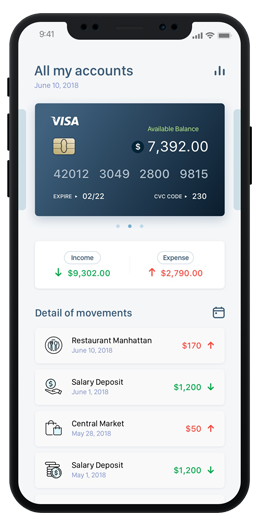 9:41
All my accounts
June 10, 2018
VISA
Available Balance
$ 7,392.00
42012 3049 2800 9815
EXPIRE 02/22 CVC CODE 230
Income Expense
$9,302.00 $2,790.00
Detail of movements
Restaurant Manhattan
June 10, 2018
$170
Salary Deposit
June 1, 2018
$1,200
Central Market
May 28, 2018
$50
Salary Deposit
May 1, 2018
$1,200